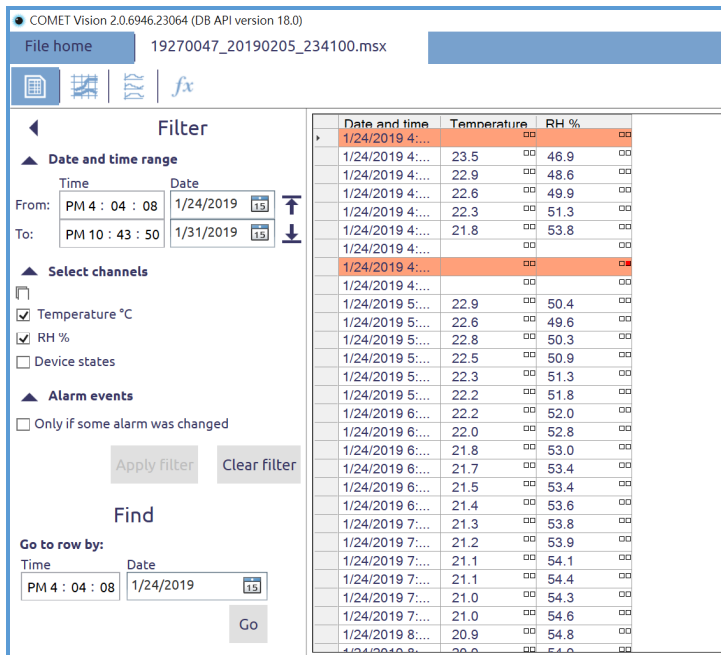 COMET Vision 2.0.6946.23064 (DB API version 18.0)
File home 19270047_20190205_234100.msx
fx
Filter
Date and time range
Time Date
From: PM 4 : 04 : 08 1/24/2019 15
To: PM 10 : 43 : 50 1/31/2019 15
Select channels
Temperature °C
RH %
Device states
Alarm events
Only if some alarm was changed
Apply filter Clear filter
Find
Go to row by:
Time Date
PM 4 : 04 : 08 1/24/2019 15
Go
Date and time Temperature RH %
1/24/2019 4:...
1/24/2019 4:... 23.5 46.9
1/24/2019 4:... 22.9 48.6
1/24/2019 4:... 22.6 49.9
1/24/2019 4:... 22.3 51.3
1/24/2019 4:... 21.8 53.8
1/24/2019 4:...
1/24/2019 4:...
1/24/2019 4:...
1/24/2019 5:... 22.9 50.4
1/24/2019 5:... 22.6 49.6
1/24/2019 5:... 22.8 50.3
1/24/2019 5:... 22.5 50.9
1/24/2019 5:... 22.3 51.3
1/24/2019 5:... 22.2 51.8
1/24/2019 6:... 22.2 52.0
1/24/2019 6:... 22.0 52.8
1/24/2019 6:... 21.8 53.0
1/24/2019 6:... 21.7 53.4
1/24/2019 6:... 21.5 53.4
1/24/2019 6:... 21.4 53.6
1/24/2019 7:... 21.3 53.8
1/24/2019 7:... 21.2 53.9
1/24/2019 7:... 21.1 54.1
1/24/2019 7:... 21.1 54.4
1/24/2019 7:... 21.0 54.3
1/24/2019 7:... 21.0 54.6
1/24/2019 8:... 20.9 54.8